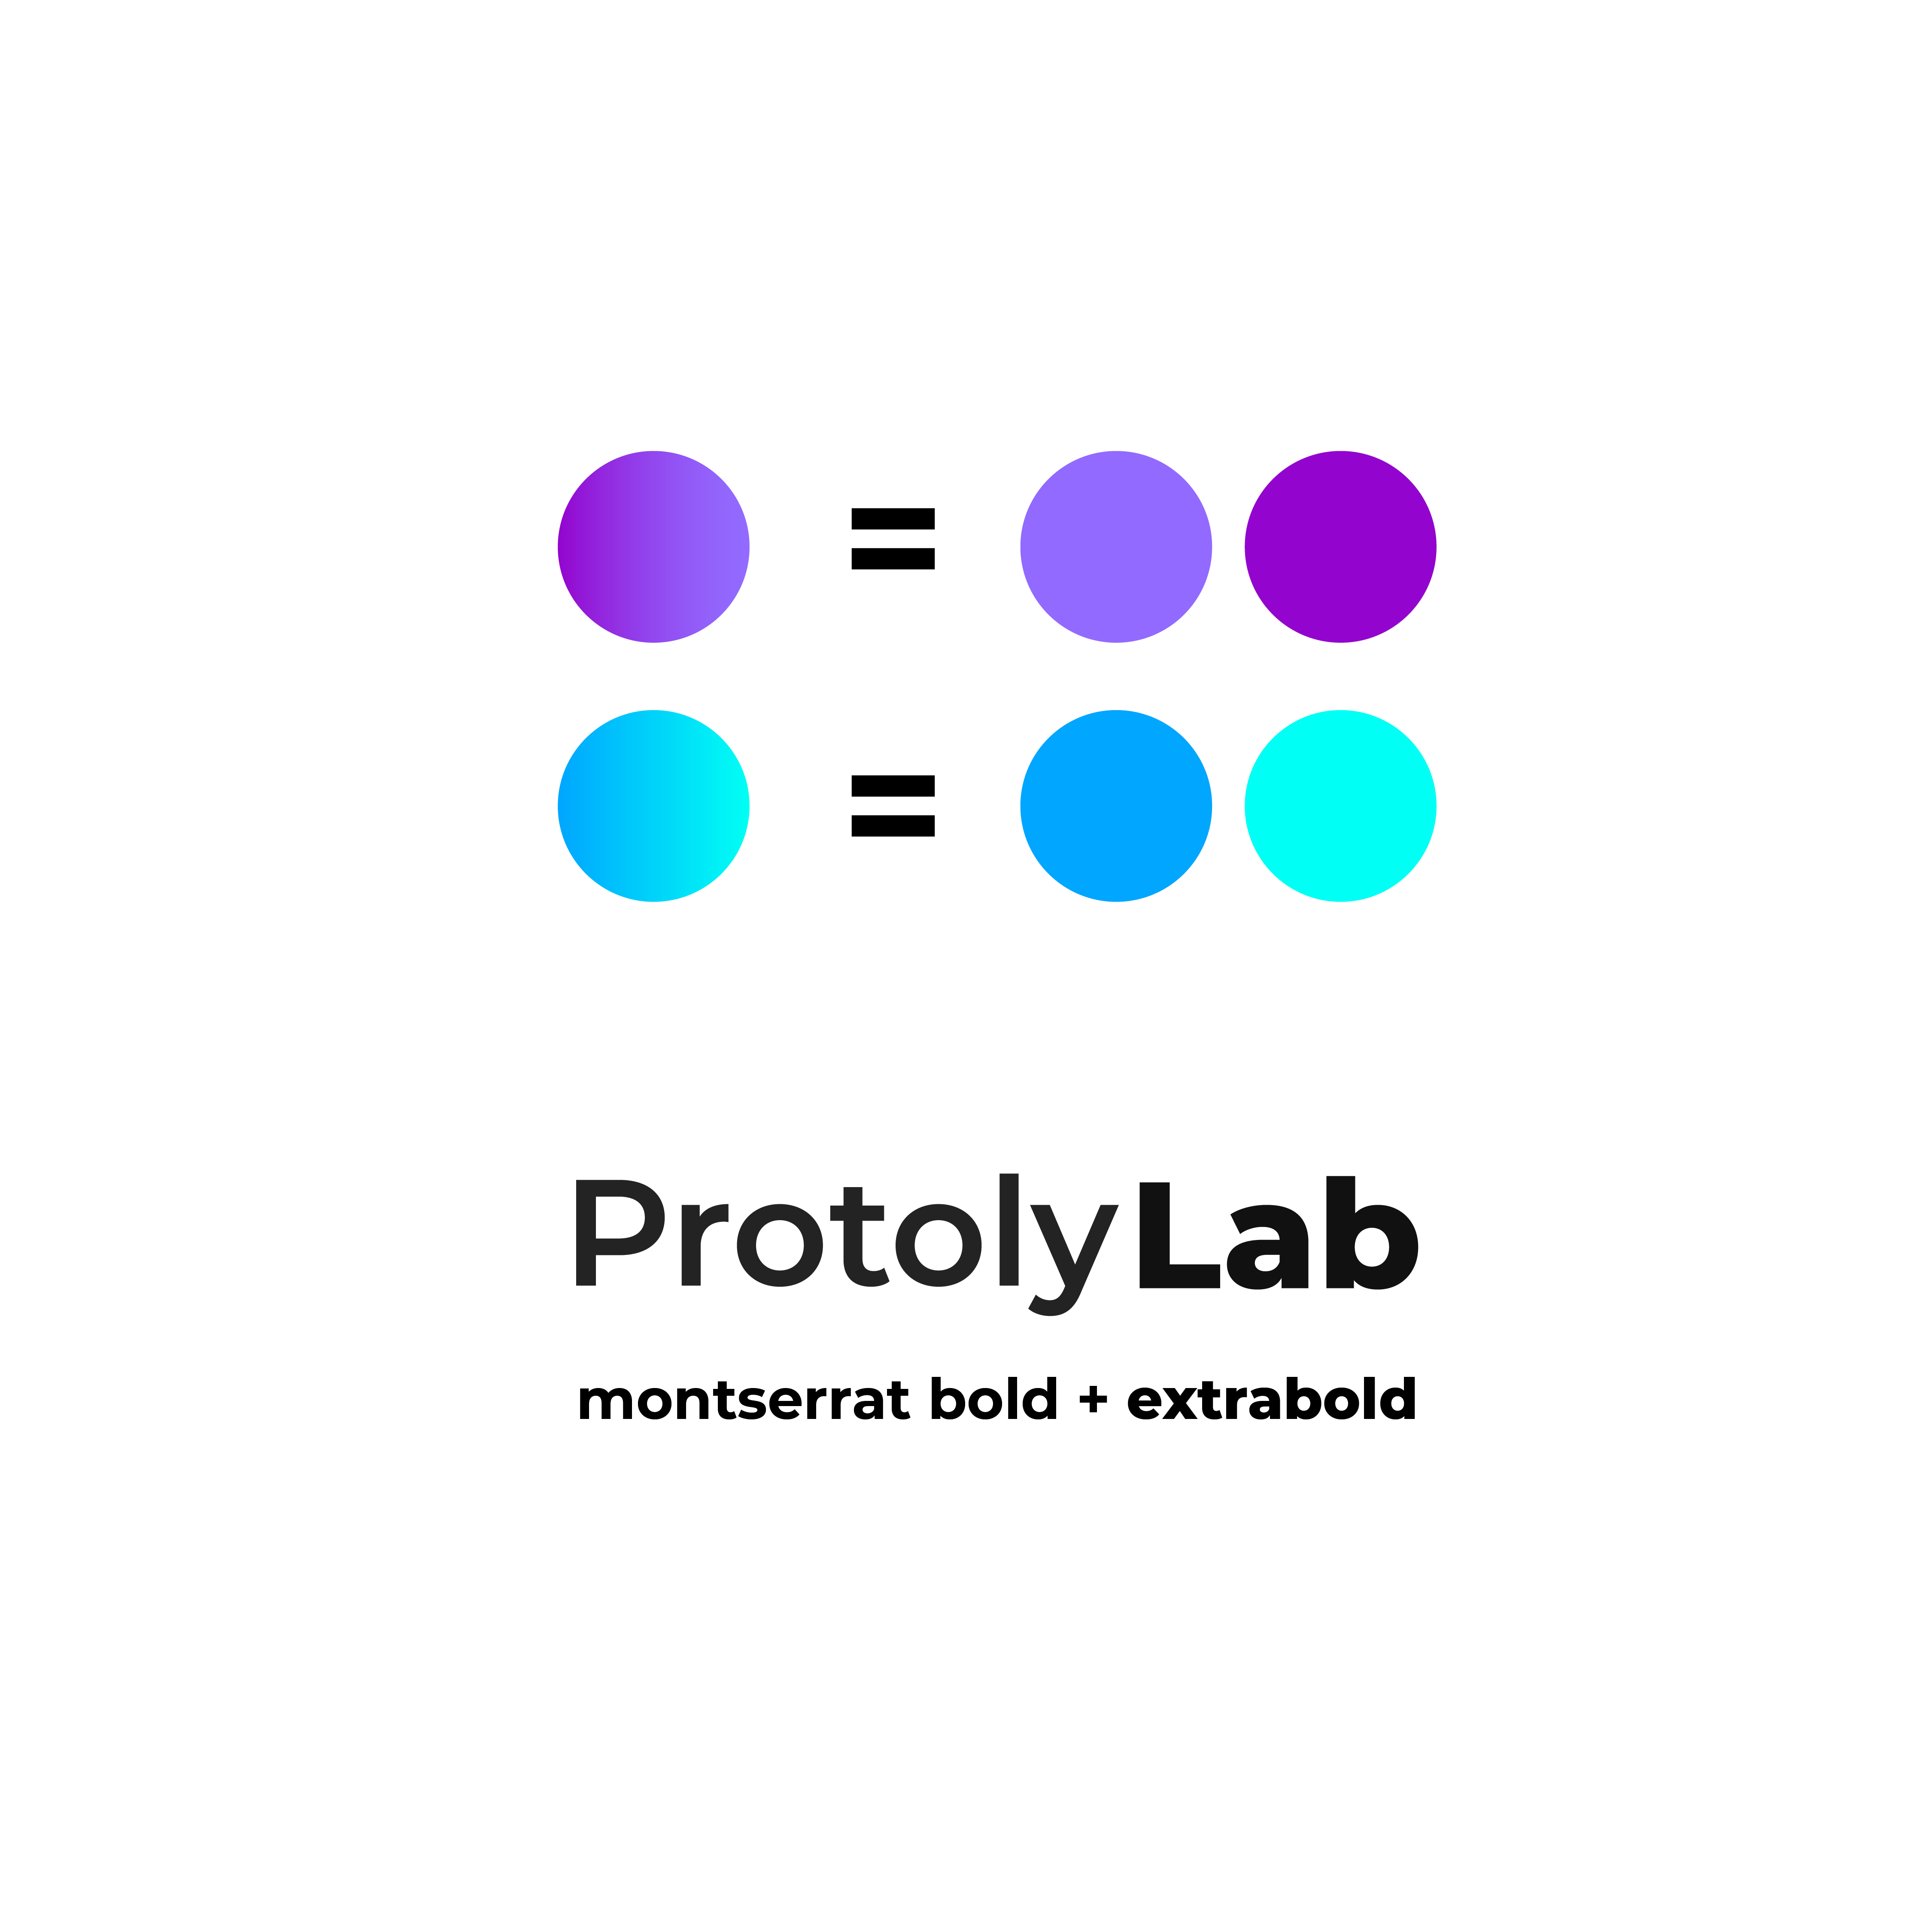 =
=
ProtolyLab
montserrat bold + extrabold